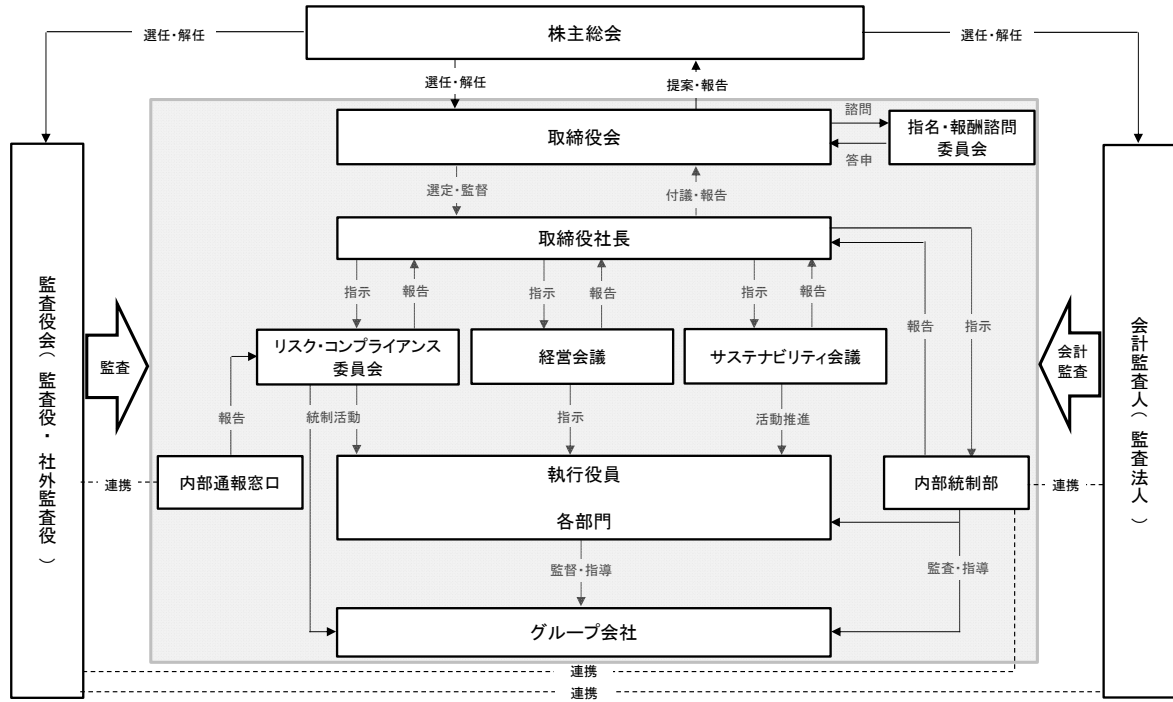 株主総会
選任・解任
選任・解任
選任・解任
提案・報告
取締役会
諮問
答申
指名・報酬諮問
委員会
選定・監督
付議・報告
取締役社長
指示
報告
指示
報告
指示
報告
報告
指示
リスク・コンプライアンス
委員会
経営会議
サステナビリティ会議
監査役会（監査役・社外監査役）
監査
会計
監査
会計監査人（監査法人）
報告
統制活動
指示
活動推進
内部通報窓口
執行役員
各部門
内部統制部
連携
連携
監督・指導
監査・指導
グループ会社
連携
連携